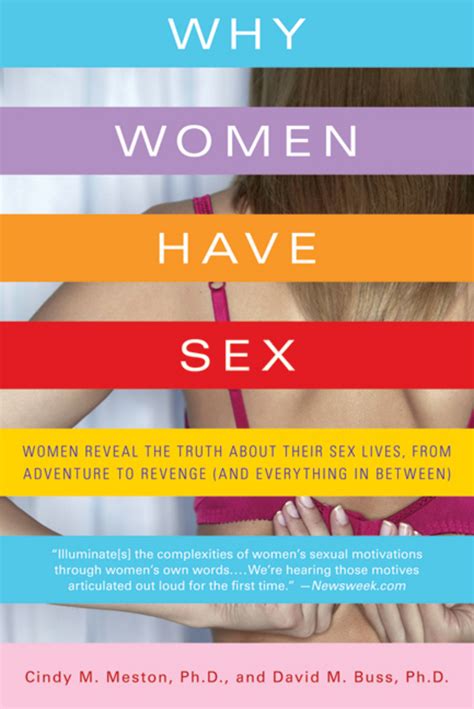 WHY
WOMEN
HAVE
SEX
WOMEN REVEAL THE TRUTH ABOUT THEIR SEX LIVES, FROM
ADVENTURE TO REVENGE (AND EVERYTHING IN BETWEEN)
“Illuminate[s] the complexities of women’s sexual motivations
through women’s own words....We’re hearing those motives
articulated out loud for the first time.” —Newsweek.com
Cindy M. Meston, Ph.D., and David M. Buss, Ph.D.